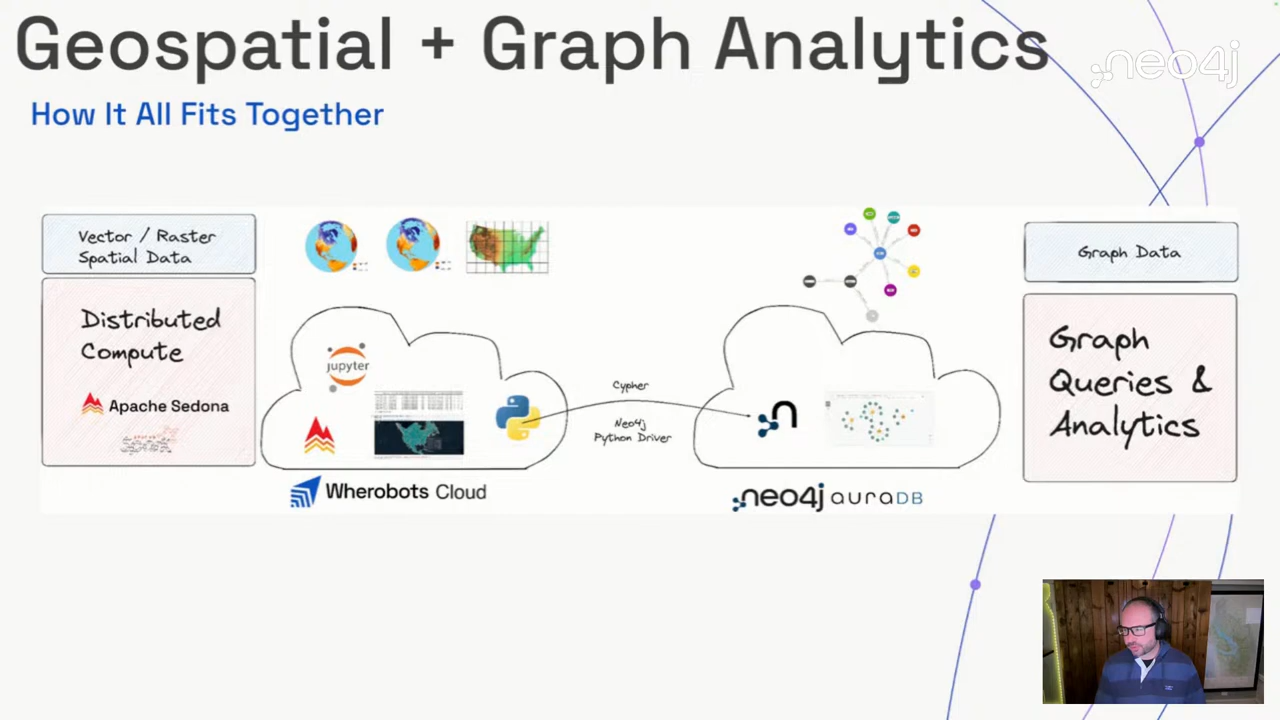 Geospatial + Graph Analytics
neo4j
How It All Fits Together
Vector / Raster
Spatial Data
Distributed
Compute
Apache Sedona
Spark
jupyter
Wherobots Cloud
Cypher
Neo4j
Python Driver
neo4j auraDB
Graph Data
Graph
Queries &
Analytics